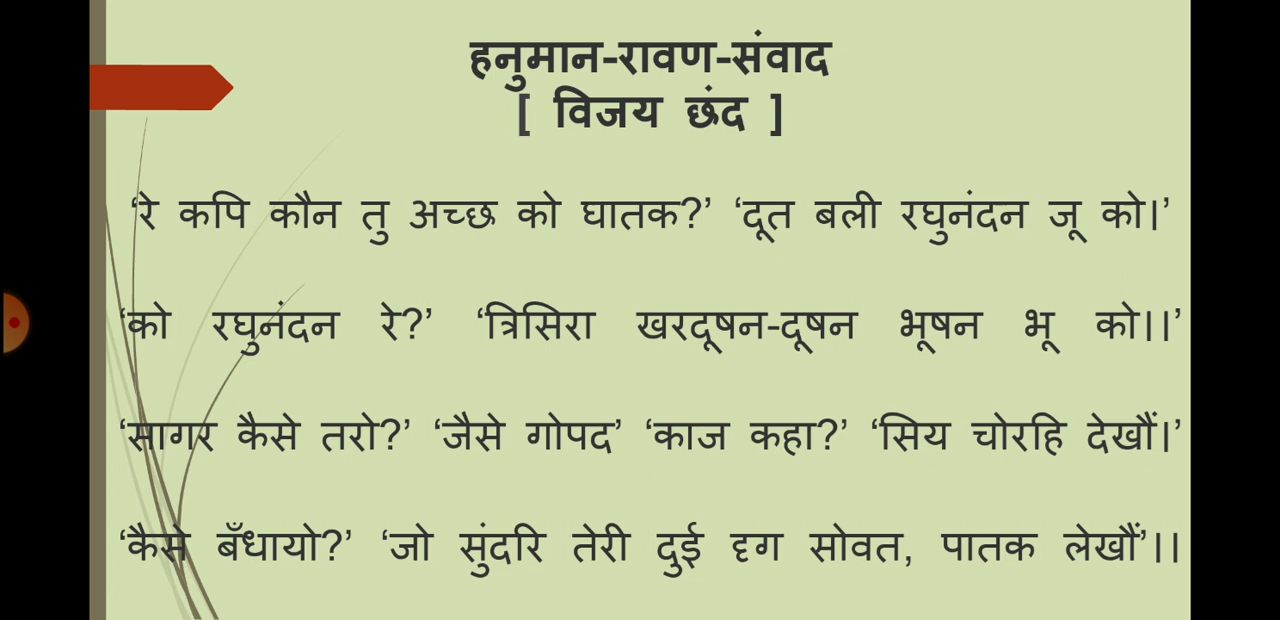 हनुमान-रावण-संवाद
[ विजय छंद ]
‘रे कपि कौन तु अच्छ को घातक?’ ‘दूत बली रघुनंदन जू को।’
‘को रघुनंदन रे?’ ‘त्रिसिरा खरदूषन-दूषन भूषन भू को।।’
‘सागर कैसे तरो?’ ‘जैसे गोपद’ ‘काज कहा?’ ‘सिय चोरहि देखौं।’
‘कैसे बँधायो?’ ‘जो सुंदरि तेरी दुई दृग सोवत, पातक लेखौं’।।